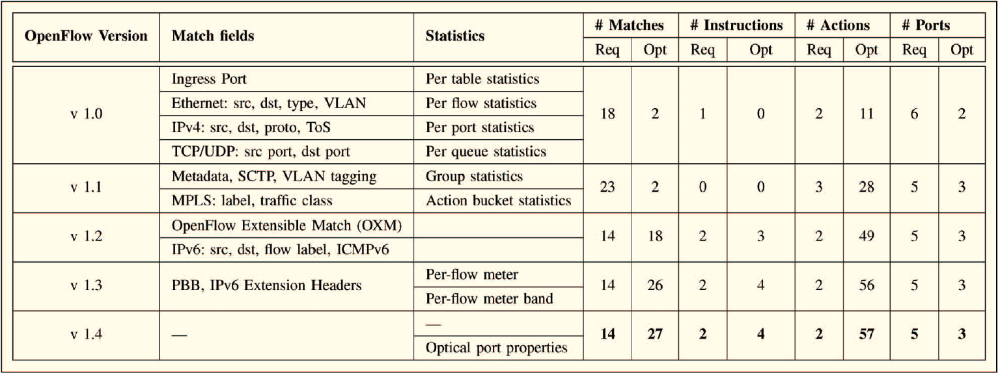 OpenFlow Version Match fields Statistics # Matches # Instructions # Actions # Ports
Req Opt Req Opt Req Opt Req Opt
v 1.0 Ingress Port Per table statistics 18 2 1 0 2 11 6 2
Ethernet: src, dst, type, VLAN Per flow statistics
IPv4: src, dst, proto, ToS Per port statistics
TCP/UDP: src port, dst port Per queue statistics
v 1.1 Metadata, SCTP, VLAN tagging Group statistics 23 2 0 0 3 28 5 3
MPLS: label, traffic class Action bucket statistics
v 1.2 OpenFlow Extensible Match (OXM) 14 18 2 3 2 49 5 3
IPv6: src, dst, flow label, ICMPv6
v 1.3 PBB, IPv6 Extension Headers Per-flow meter 14 26 2 4 2 56 5 3
Per-flow meter band
v 1.4 — — 14 27 2 4 2 57 5 3
Optical port properties